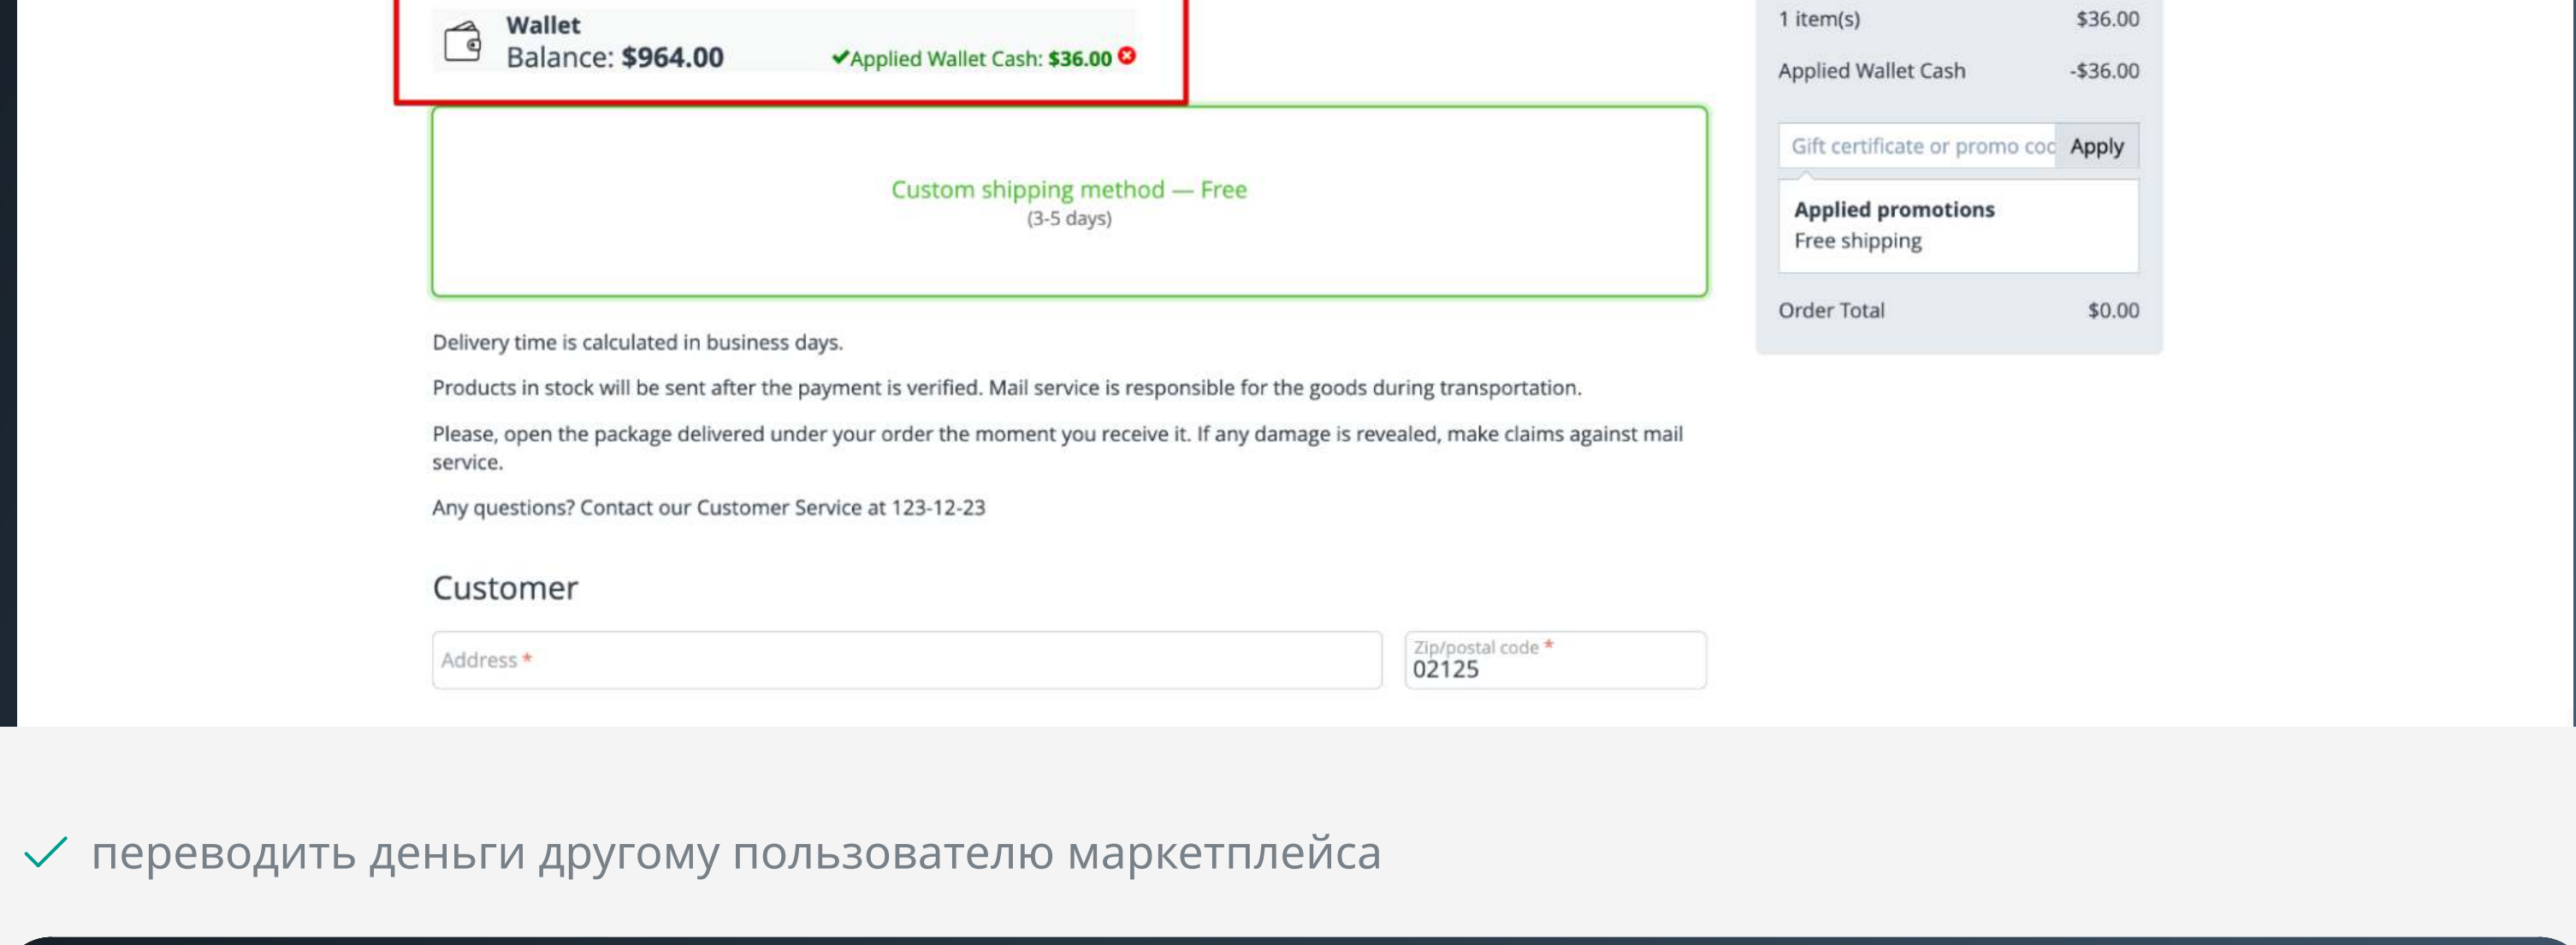 Wallet
Balance: $964.00
Applied Wallet Cash: $36.00
1 item(s) $36.00
Applied Wallet Cash -$36.00
Gift certificate or promo coc Apply
Applied promotions
Free shipping
Order Total $0.00
Custom shipping method — Free
(3-5 days)
Delivery time is calculated in business days.
Products in stock will be sent after the payment is verified. Mail service is responsible for the goods during transportation.
Please, open the package delivered under your order the moment you receive it. If any damage is revealed, make claims against mail
service.
Any questions? Contact our Customer Service at 123-12-23
Customer
Address *
Zip/postal code *
02125
переводить деньги другому пользователю маркетплейса